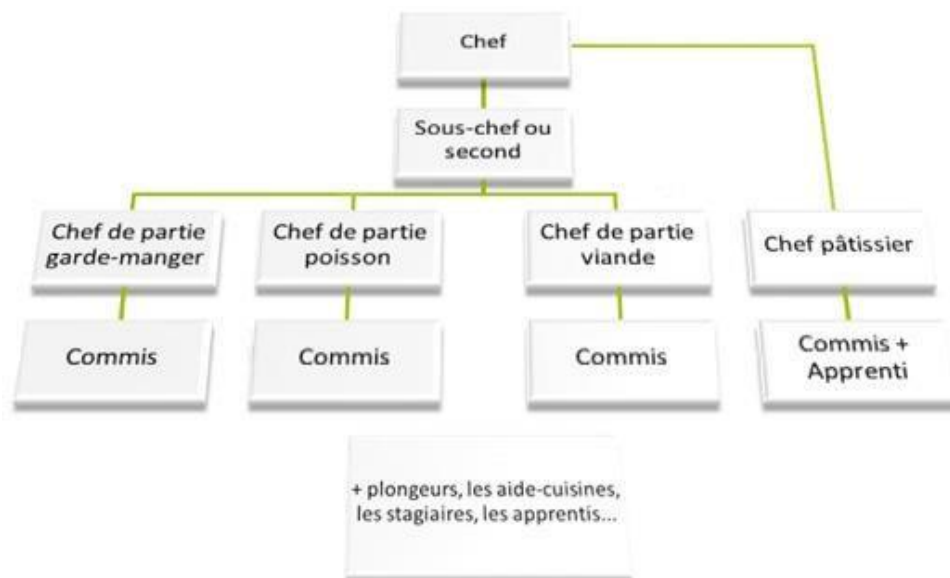 Chef
Sous-chef ou
second
Chef de partie
garde-manger
Chef de partie
poisson
Chef de partie
viande
Chef pâtissier
Commis
Commis
Commis
Commis +
Apprenti
+ plongeurs, les aide-cuisines,
les stagiaires, les apprentis...